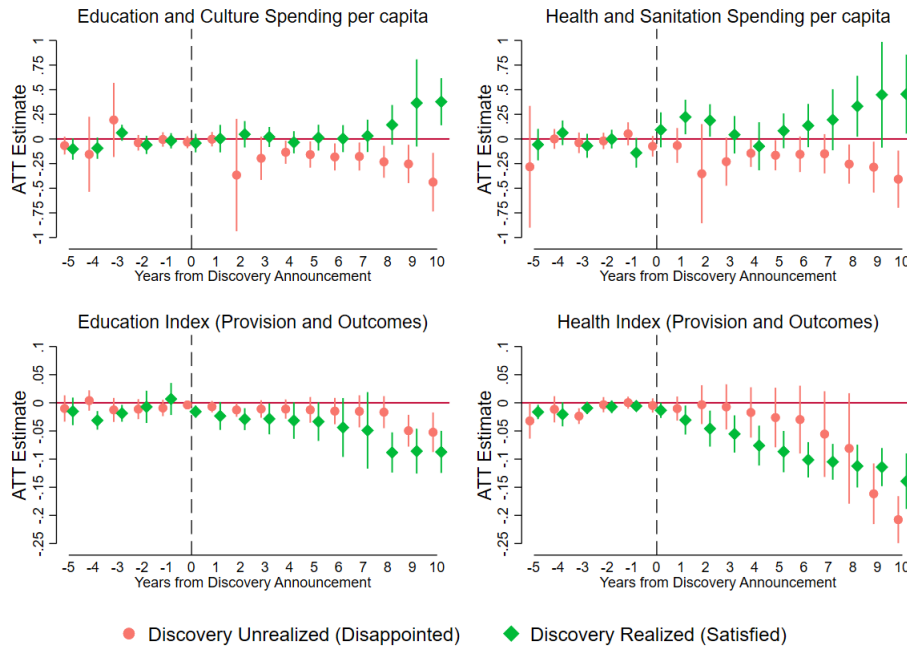 Education and Culture Spending per capita
ATT Estimate
-1 -.75 -.5 -.25 0 .25 .5 .75 1
-5 -4 -3 -2 -1 0 1 2 3 4 5 6 7 8 9 10
Years from Discovery Announcement
Health and Sanitation Spending per capita
ATT Estimate
-1 -.75 -.5 -.25 0 .25 .5 .75 1
-5 -4 -3 -2 -1 0 1 2 3 4 5 6 7 8 9 10
Years from Discovery Announcement
Education Index (Provision and Outcomes)
ATT Estimate
-.25 -.2 -.15 -.1 -.05 0 .05 .1
-5 -4 -3 -2 -1 0 1 2 3 4 5 6 7 8 9 10
Years from Discovery Announcement
Health Index (Provision and Outcomes)
ATT Estimate
-.25 -.2 -.15 -.1 -.05 0 .05 .1
-5 -4 -3 -2 -1 0 1 2 3 4 5 6 7 8 9 10
Years from Discovery Announcement
Discovery Unrealized (Disappointed)
Discovery Realized (Satisfied)